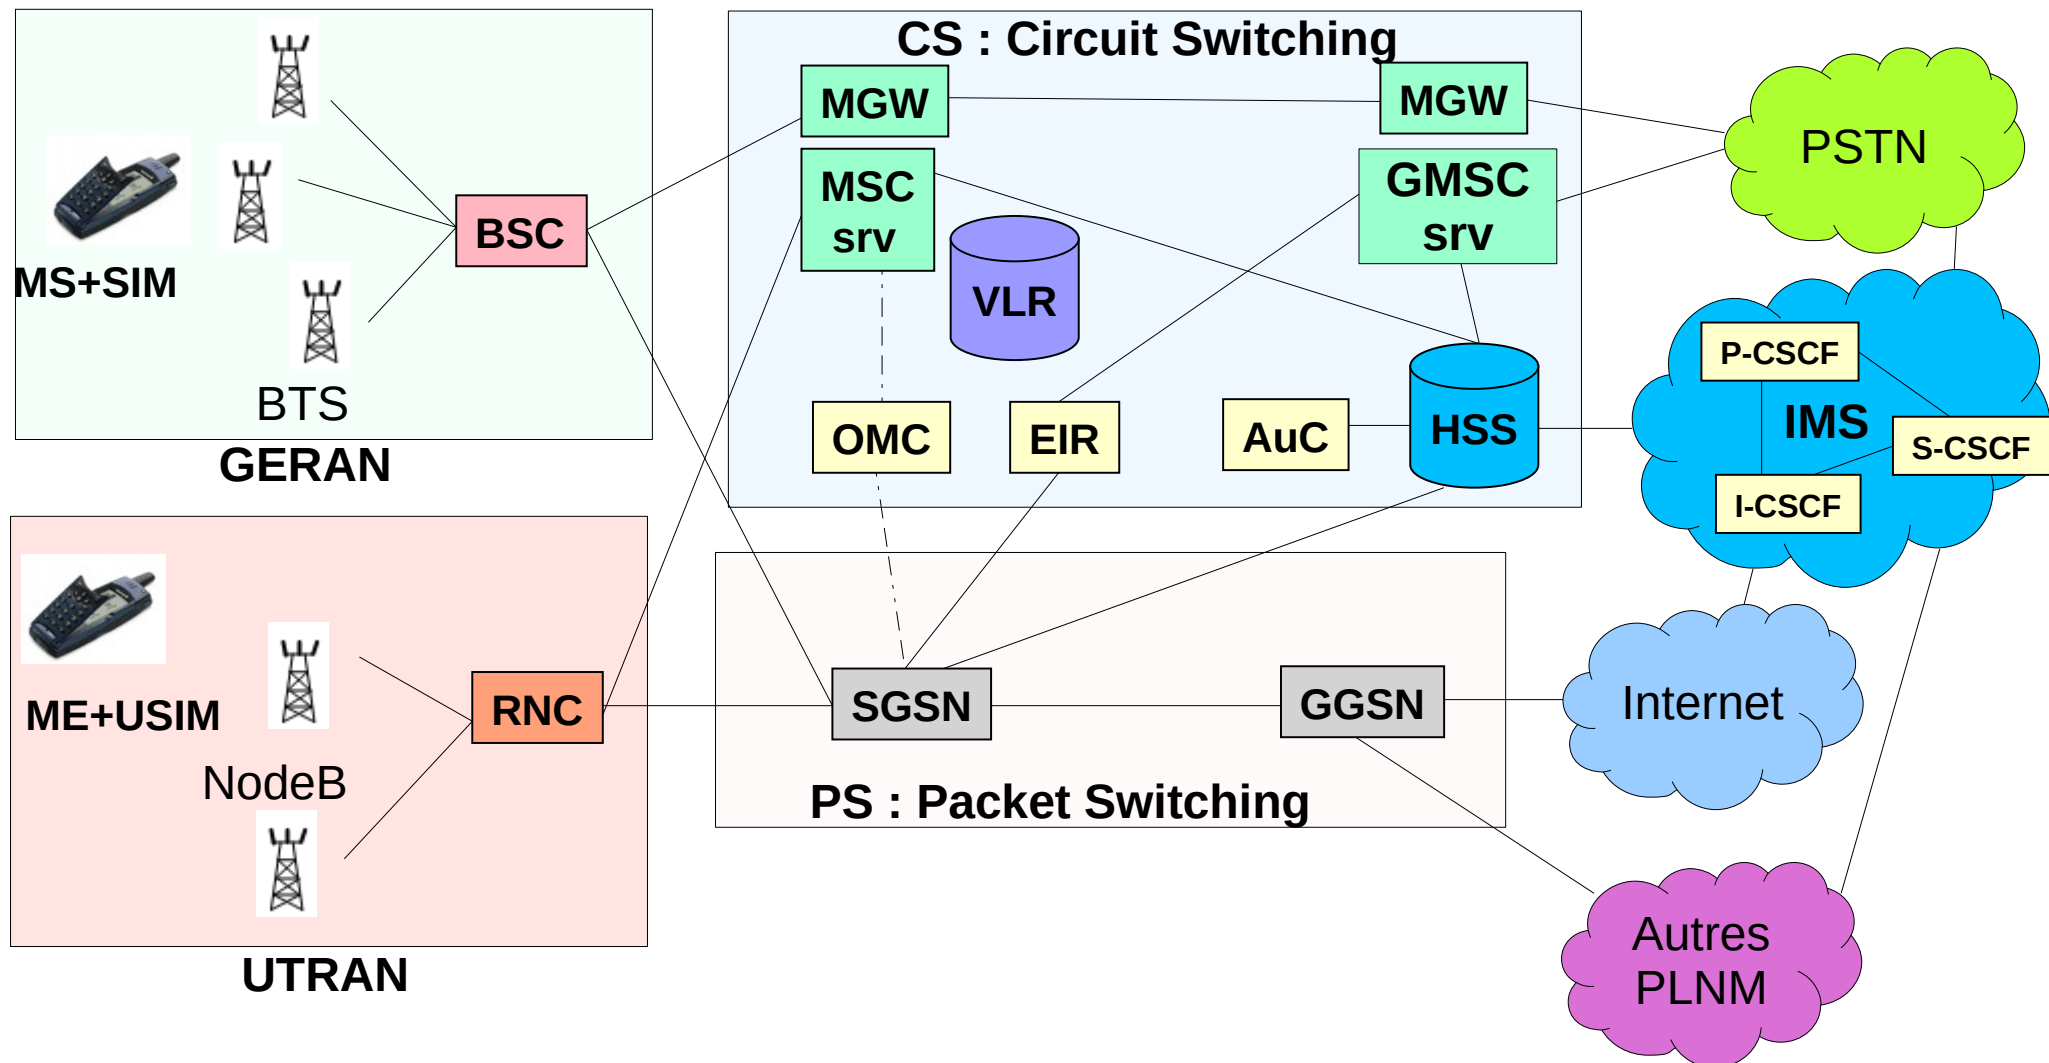 CS : Circuit Switching
MGW
MGW
PSTN
MSC
srv
GMSC
srv
BSC
MS+SIM
VLR
BTS
P-CSCF
IMS
S-CSCF
I-CSCF
OMC
EIR
AuC
HSS
GERAN
ME+USIM
NodeB
RNC
SGSN
GGSN
Internet
PS : Packet Switching
UTRAN
Autres
PLNM